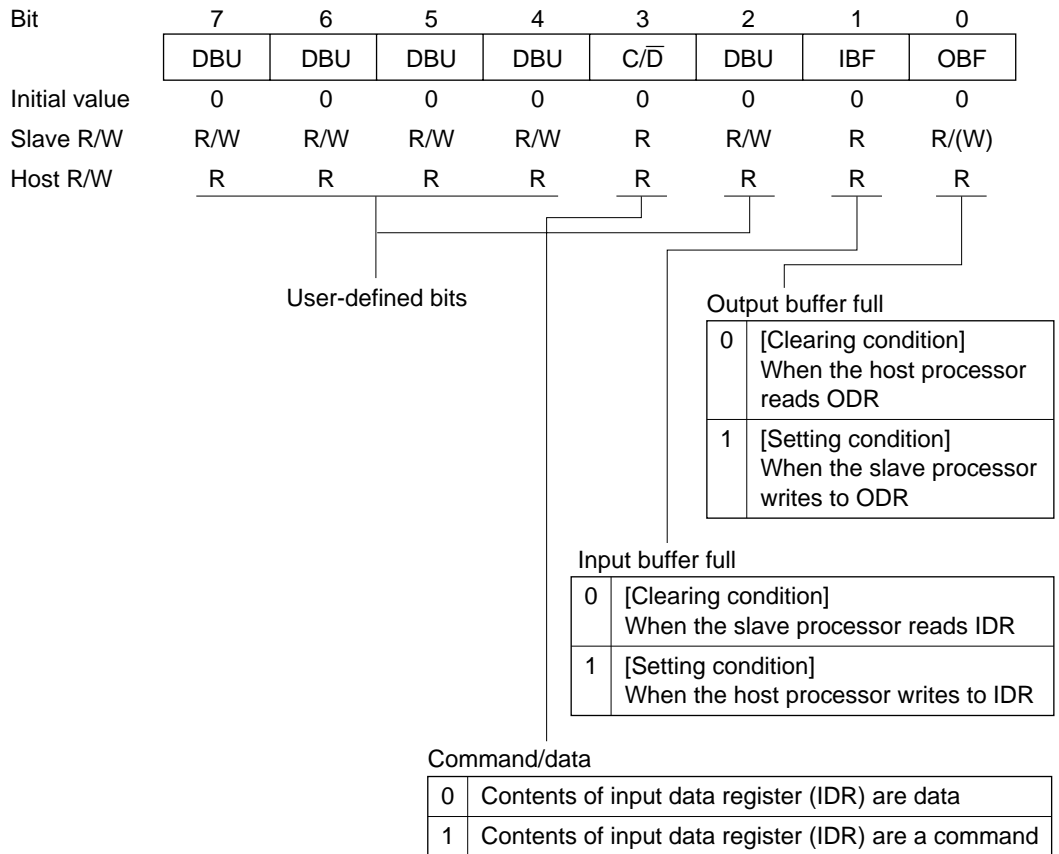 Bit 7 6 5 4 3 2 1 0
DBU DBU DBU DBU C/D̅ DBU IBF OBF
Initial value 0 0 0 0 0 0 0 0
Slave R/W R/W R/W R/W R/W R R/W R R/(W)
Host R/W R R R R R R R R
User-defined bits
Output buffer full
0 [Clearing condition]
When the host processor
reads ODR
1 [Setting condition]
When the slave processor
writes to ODR
Input buffer full
0 [Clearing condition]
When the slave processor reads IDR
1 [Setting condition]
When the host processor writes to IDR
Command/data
0 Contents of input data register (IDR) are data
1 Contents of input data register (IDR) are a command